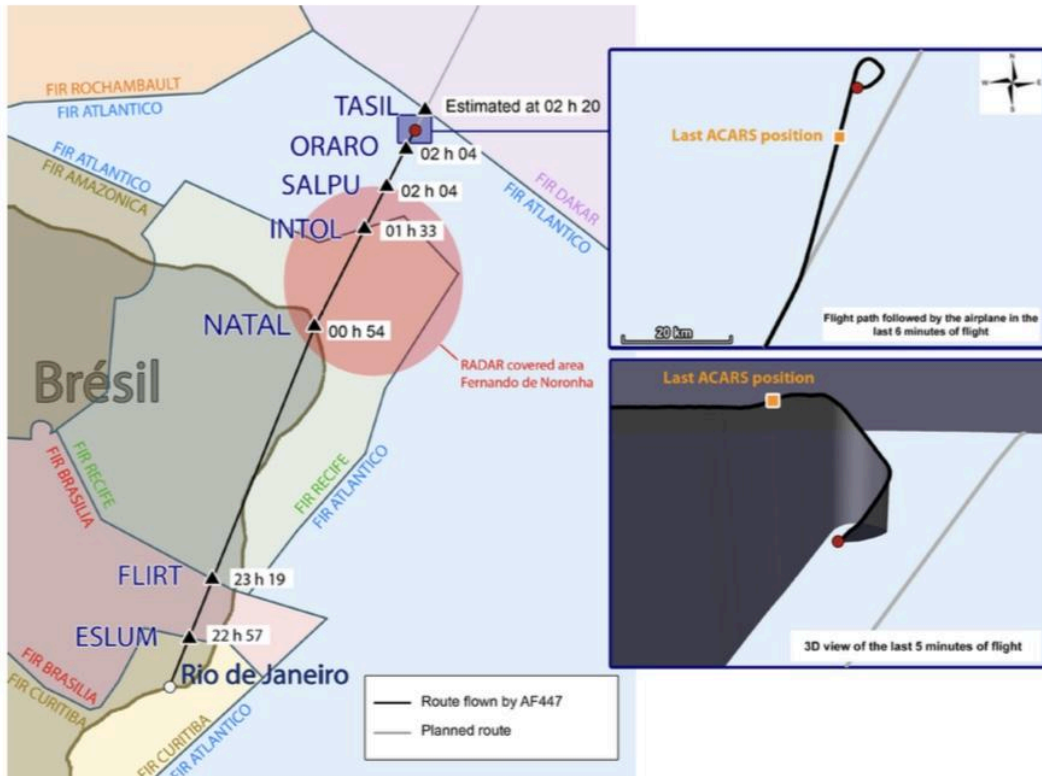 FIR ROCHAMBAULT
FIR ATLANTICO
TASIL
Estimated at 02 h 20
ORARO
02 h 04
FIR ATLANTICO
FIR AMAZONICA
SALPU
02 h 04
FIR DAKAR
FIR ATLANTICO
INTOL
01 h 33
NATAL
00 h 54
RADAR covered area
Fernando de Noronha
Brésil
FIR RECIFE
FIR BRASILIA
FIR RECIFE
FIR ATLANTICO
FLIRT
23 h 19
ESLUM
22 h 57
Rio de Janeiro
FIR BRASILIA
FIR CURITIBA
FIR CURITIBA
FIR ATLANTICO
Route flown by AF447
Planned route
N
W
E
S
Last ACARS position
20 km
Flight path followed by the airplane in the
last 6 minutes of flight
Last ACARS position
3D view of the last 5 minutes of flight